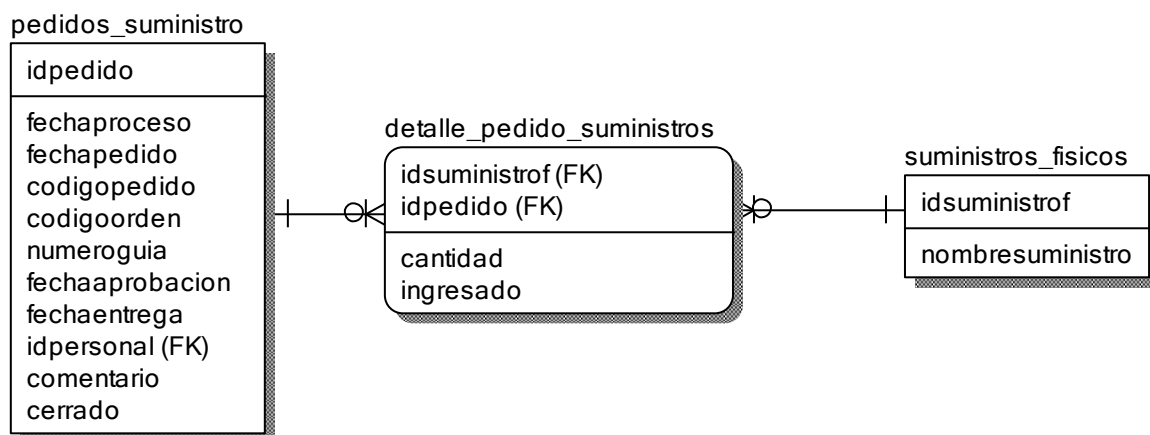 pedidos_suministro
idpedido
fechaproceso
fechapedido
codigopedido
codigoorden
numeroguia
fechaaprobacion
fechaentrega
idpersonal (FK)
comentario
cerrado
detalle_pedido_suministros
idsuministrof (FK)
idpedido (FK)
cantidad
ingresado
suministros_fisicos
idsuministrof
nombresuministro